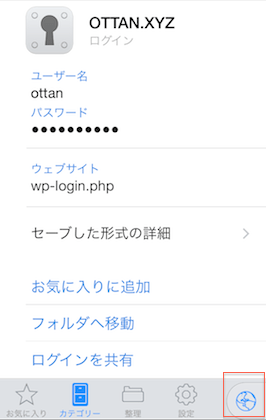 OTTAN.XYZ
ログイン
ユーザー名
ottan
パスワード
●●●●●●●●●●
ウェブサイト
wp-login.php
セーブした形式の詳細
お気に入りに追加
フォルダへ移動
ログインを共有
お気に入り カテゴリー 整理 設定